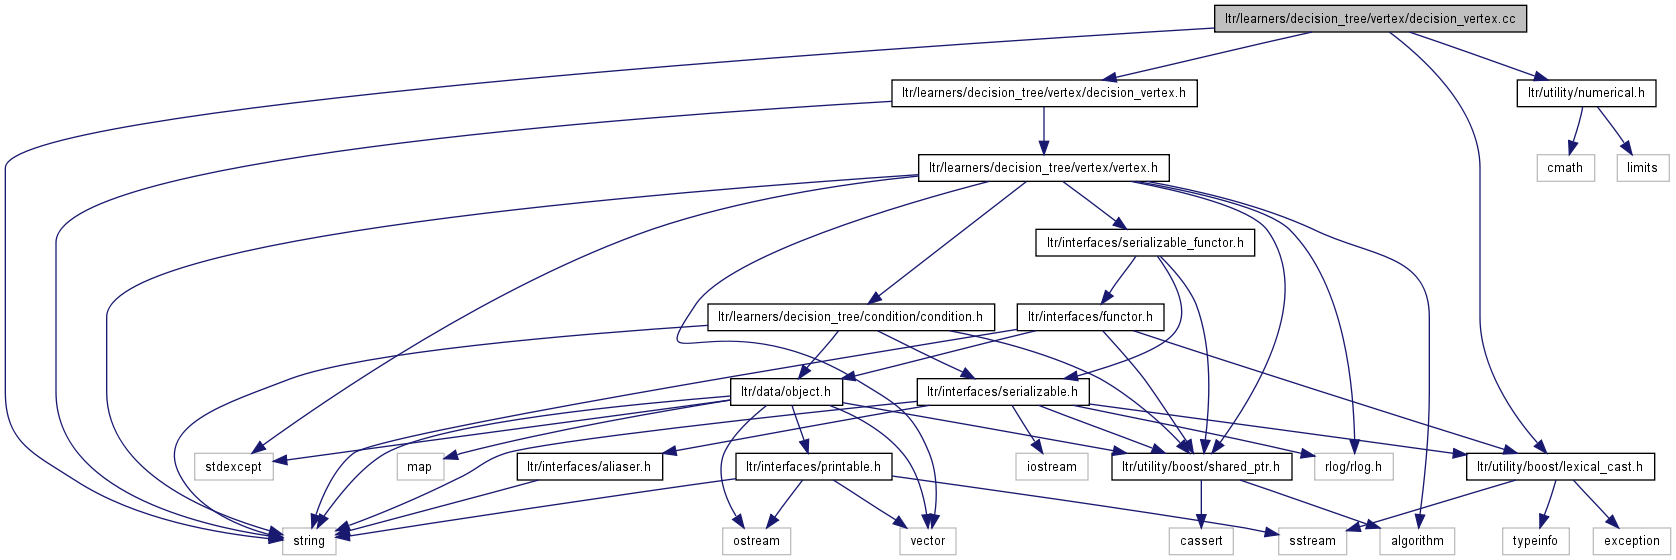 ltr/learners/decision_tree/vertex/decision_vertex.cc
ltr/learners/decision_tree/vertex/decision_vertex.h
ltr/utility/numerical.h
ltr/learners/decision_tree/vertex/vertex.h
cmath
limits
ltr/interfaces/serializable_functor.h
ltr/learners/decision_tree/condition/condition.h
ltr/interfaces/functor.h
ltr/data/object.h
ltr/interfaces/serializable.h
stdexcept
map
ltr/interfaces/aliaser.h
ltr/interfaces/printable.h
iostream
ltr/utility/boost/shared_ptr.h
rlog/rlog.h
ltr/utility/boost/lexical_cast.h
string
ostream
vector
cassert
sstream
algorithm
typeinfo
exception